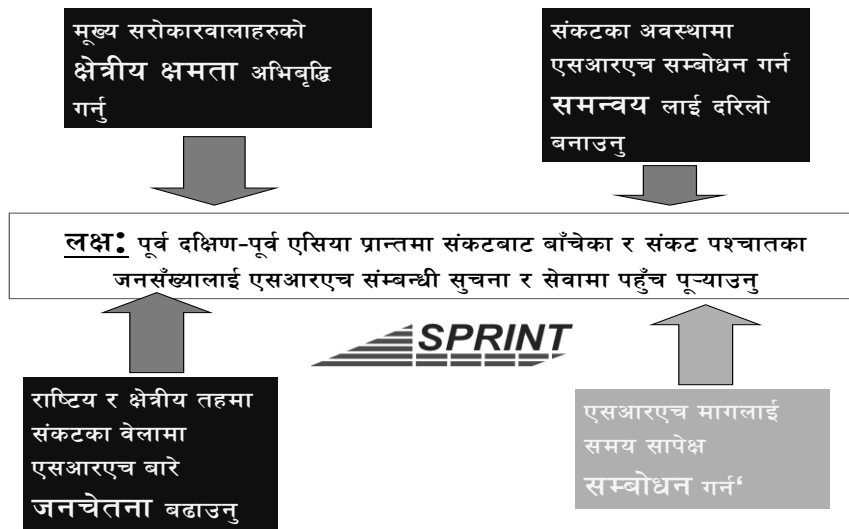 मूख्य सरोकारवालाहरुको
क्षेत्रीय क्षमता अभिबृद्धि
गर्नु
संकटका अवस्थामा
एसआरएच सम्बोधन गर्न
समन्वय लाई दरिलो
बनाउनु
लक्ष: पूर्व दक्षिण-पूर्व एसिया प्रान्तमा संकटबाट बाँचेका र संकट पश्चातका
जनसँख्यालाई एसआरएच संम्बन्धी सुचना र सेवामा पहुँच पूर्‍याउनु
SPRINT
राष्टिय र क्षेत्रीय तहमा
संकटका वेलामा
एसआरएच बारे
जनचेतना बढाउनु
एसआरएच मागलाई
समय सापेक्ष
सम्बोधन गर्न‘